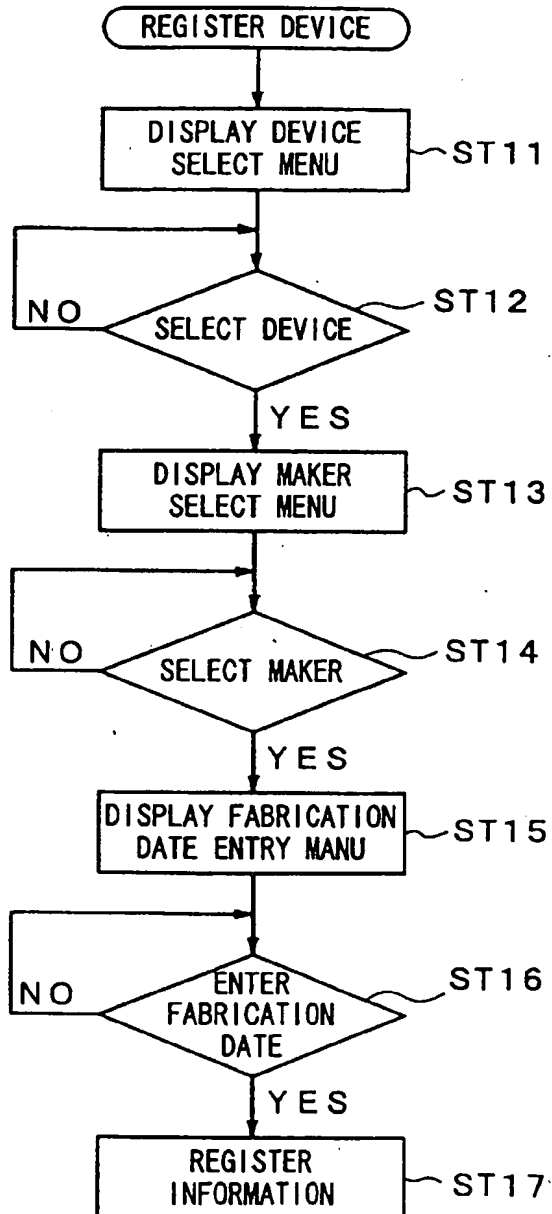 REGISTER DEVICE
DISPLAY DEVICE
SELECT MENU
ST11
NO
SELECT DEVICE
ST12
YES
DISPLAY MAKER
SELECT MENU
ST13
NO
SELECT MAKER
ST14
YES
DISPLAY FABRICATION
DATE ENTRY MANU
ST15
NO
ENTER
FABRICATION
DATE
ST16
YES
REGISTER
INFORMATION
ST17